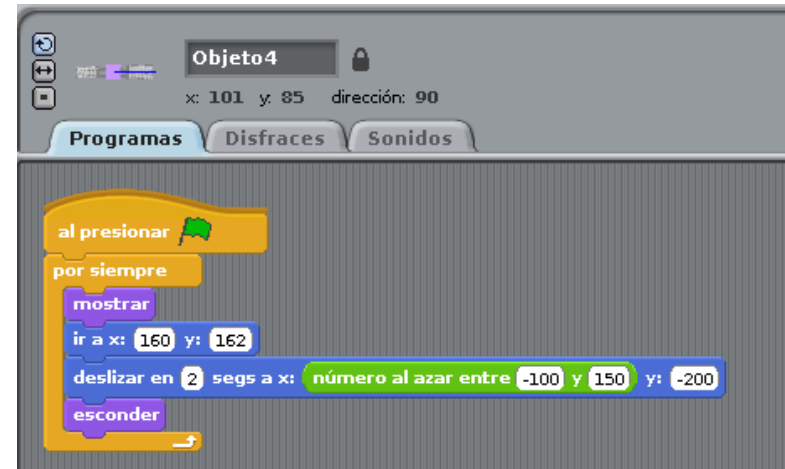 Objeto4
x: 101 y: 85 dirección: 90
Programas Disfraces Sonidos
al presionar
por siempre
mostrar
ir a x: 160 y: 162
deslizar en 2 segs a x: número al azar entre -100 y 150 y: -200
esconder